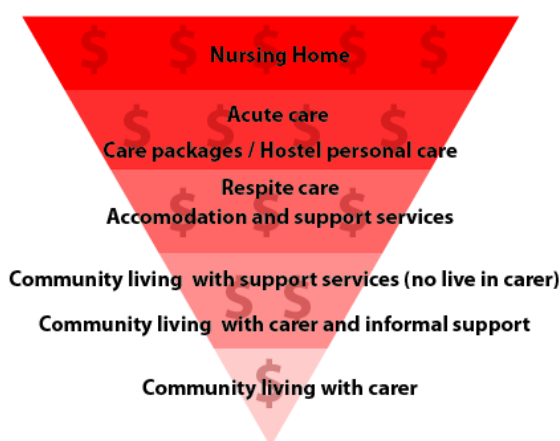 Nursing Home
Acute care
Care packages / Hostel personal care
Respite care
Accomodation and support services
Community living with support services (no live in carer)
Community living with carer and informal support
Community living with carer